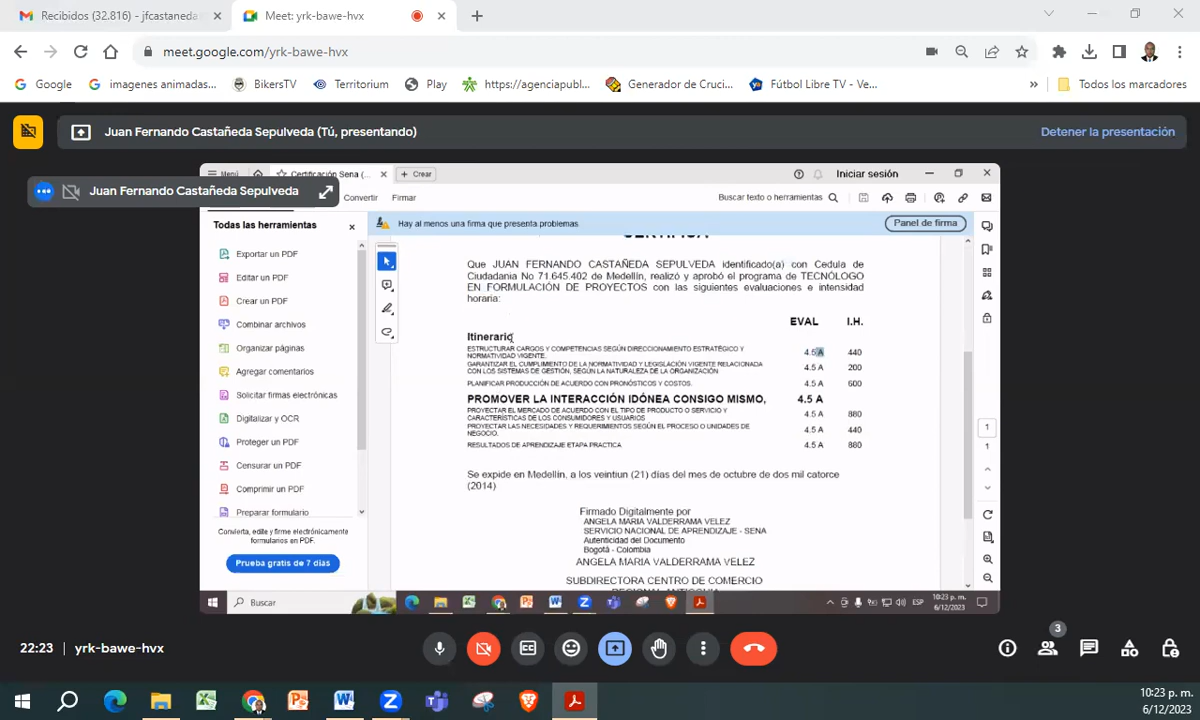 Recibidos (32.816) - jfcastaneda
Meet: yrk-bawe-hvx
meet.google.com/yrk-bawe-hvx
Google
imagenes animadas...
BikersTV
Territorium
Play
https://agenciapubl...
Generador de Cruci...
Fútbol Libre TV - Ve...
»
Todos los marcadores
Juan Fernando Castañeda Sepulveda (Tú, presentando)
Detener la presentación
Juan Fernando Castañeda Sepulveda
Menú
Certificación Sena (...
+ Crear
Iniciar sesión
Convertir
Firmar
Buscar texto o herramientas
Todas las herramientas
Hay al menos una firma que presenta problemas
Panel de firma
Exportar un PDF
Editar un PDF
Crear un PDF
Combinar archivos
Organizar páginas
Agregar comentarios
Solicitar firmas electrónicas
Digitalizar y OCR
Proteger un PDF
Censurar un PDF
Comprimir un PDF
Preparar formulario
Convierta, edite y firme electrónicamente
formularios en PDF.
Prueba gratis de 7 días
CERTIFICA
Que JUAN FERNANDO CASTAÑEDA SEPULVEDA identificado(a) con Cedula de
Ciudadania No 71.645.402 de Medellín, realizó y aprobó el programa de TECNÓLOGO
EN FORMULACIÓN DE PROYECTOS con las siguientes evaluaciones e intensidad
horaria:
EVAL I.H.
Itinerario
ESTRUCTURAR CARGOS Y COMPETENCIAS SEGÚN DIRECCIONAMIENTO ESTRATÉGICO Y
NORMATIVIDAD VIGENTE. 4.5 A 440
GARANTIZAR EL CUMPLIMIENTO DE LA NORMATIVIDAD Y LEGISLACIÓN VIGENTE RELACIONADA
CON LOS SISTEMAS DE GESTIÓN, SEGÚN LA NATURALEZA DE LA ORGANIZACIÓN 4.5 A 200
PLANIFICAR PRODUCCIÓN DE ACUERDO CON PRONÓSTICOS Y COSTOS. 4.5 A 600
PROMOVER LA INTERACCIÓN IDÓNEA CONSIGO MISMO, 4.5 A
PROYECTAR EL MERCADO DE ACUERDO CON EL TIPO DE PRODUCTO O SERVICIO Y
CARACTERÍSTICAS DE LOS CONSUMIDORES Y USUARIOS 4.5 A 880
PROYECTAR LAS NECESIDADES Y REQUERIMIENTOS SEGÚN EL PROCESO O UNIDADES DE
NEGOCIO. 4.5 A 440
RESULTADOS DE APRENDIZAJE ETAPA PRACTICA 4.5 A 880
Se expide en Medellín, a los veintiun (21) días del mes de octubre de dos mil catorce
(2014)
Firmado Digitalmente por
ANGELA MARIA VALDERRAMA VELEZ
SERVICIO NACIONAL DE APRENDIZAJE - SENA
Autenticidad del Documento
Bogotá - Colombia
ANGELA MARIA VALDERRAMA VELEZ
SUBDIRECTORA CENTRO DE COMERCIO
REGIONAL ANTIOQUIA
1
1
Buscar
ESP
10:23 p. m.
6/12/2023
22:23 | yrk-bawe-hvx
3
10:23 p. m.
6/12/2023